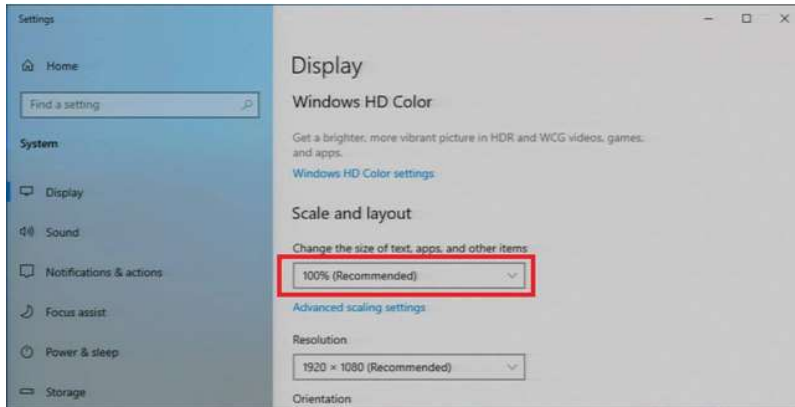 Settings
Home
Find a setting
System
Display
Sound
Notifications & actions
Focus assist
Power & sleep
Storage
Display
Windows HD Color
Get a brighter, more vibrant picture in HDR and WCG videos, games,
and apps.
Windows HD Color settings
Scale and layout
Change the size of text, apps, and other items
100% (Recommended)
Advanced scaling settings
Resolution
1920 × 1080 (Recommended)
Orientation